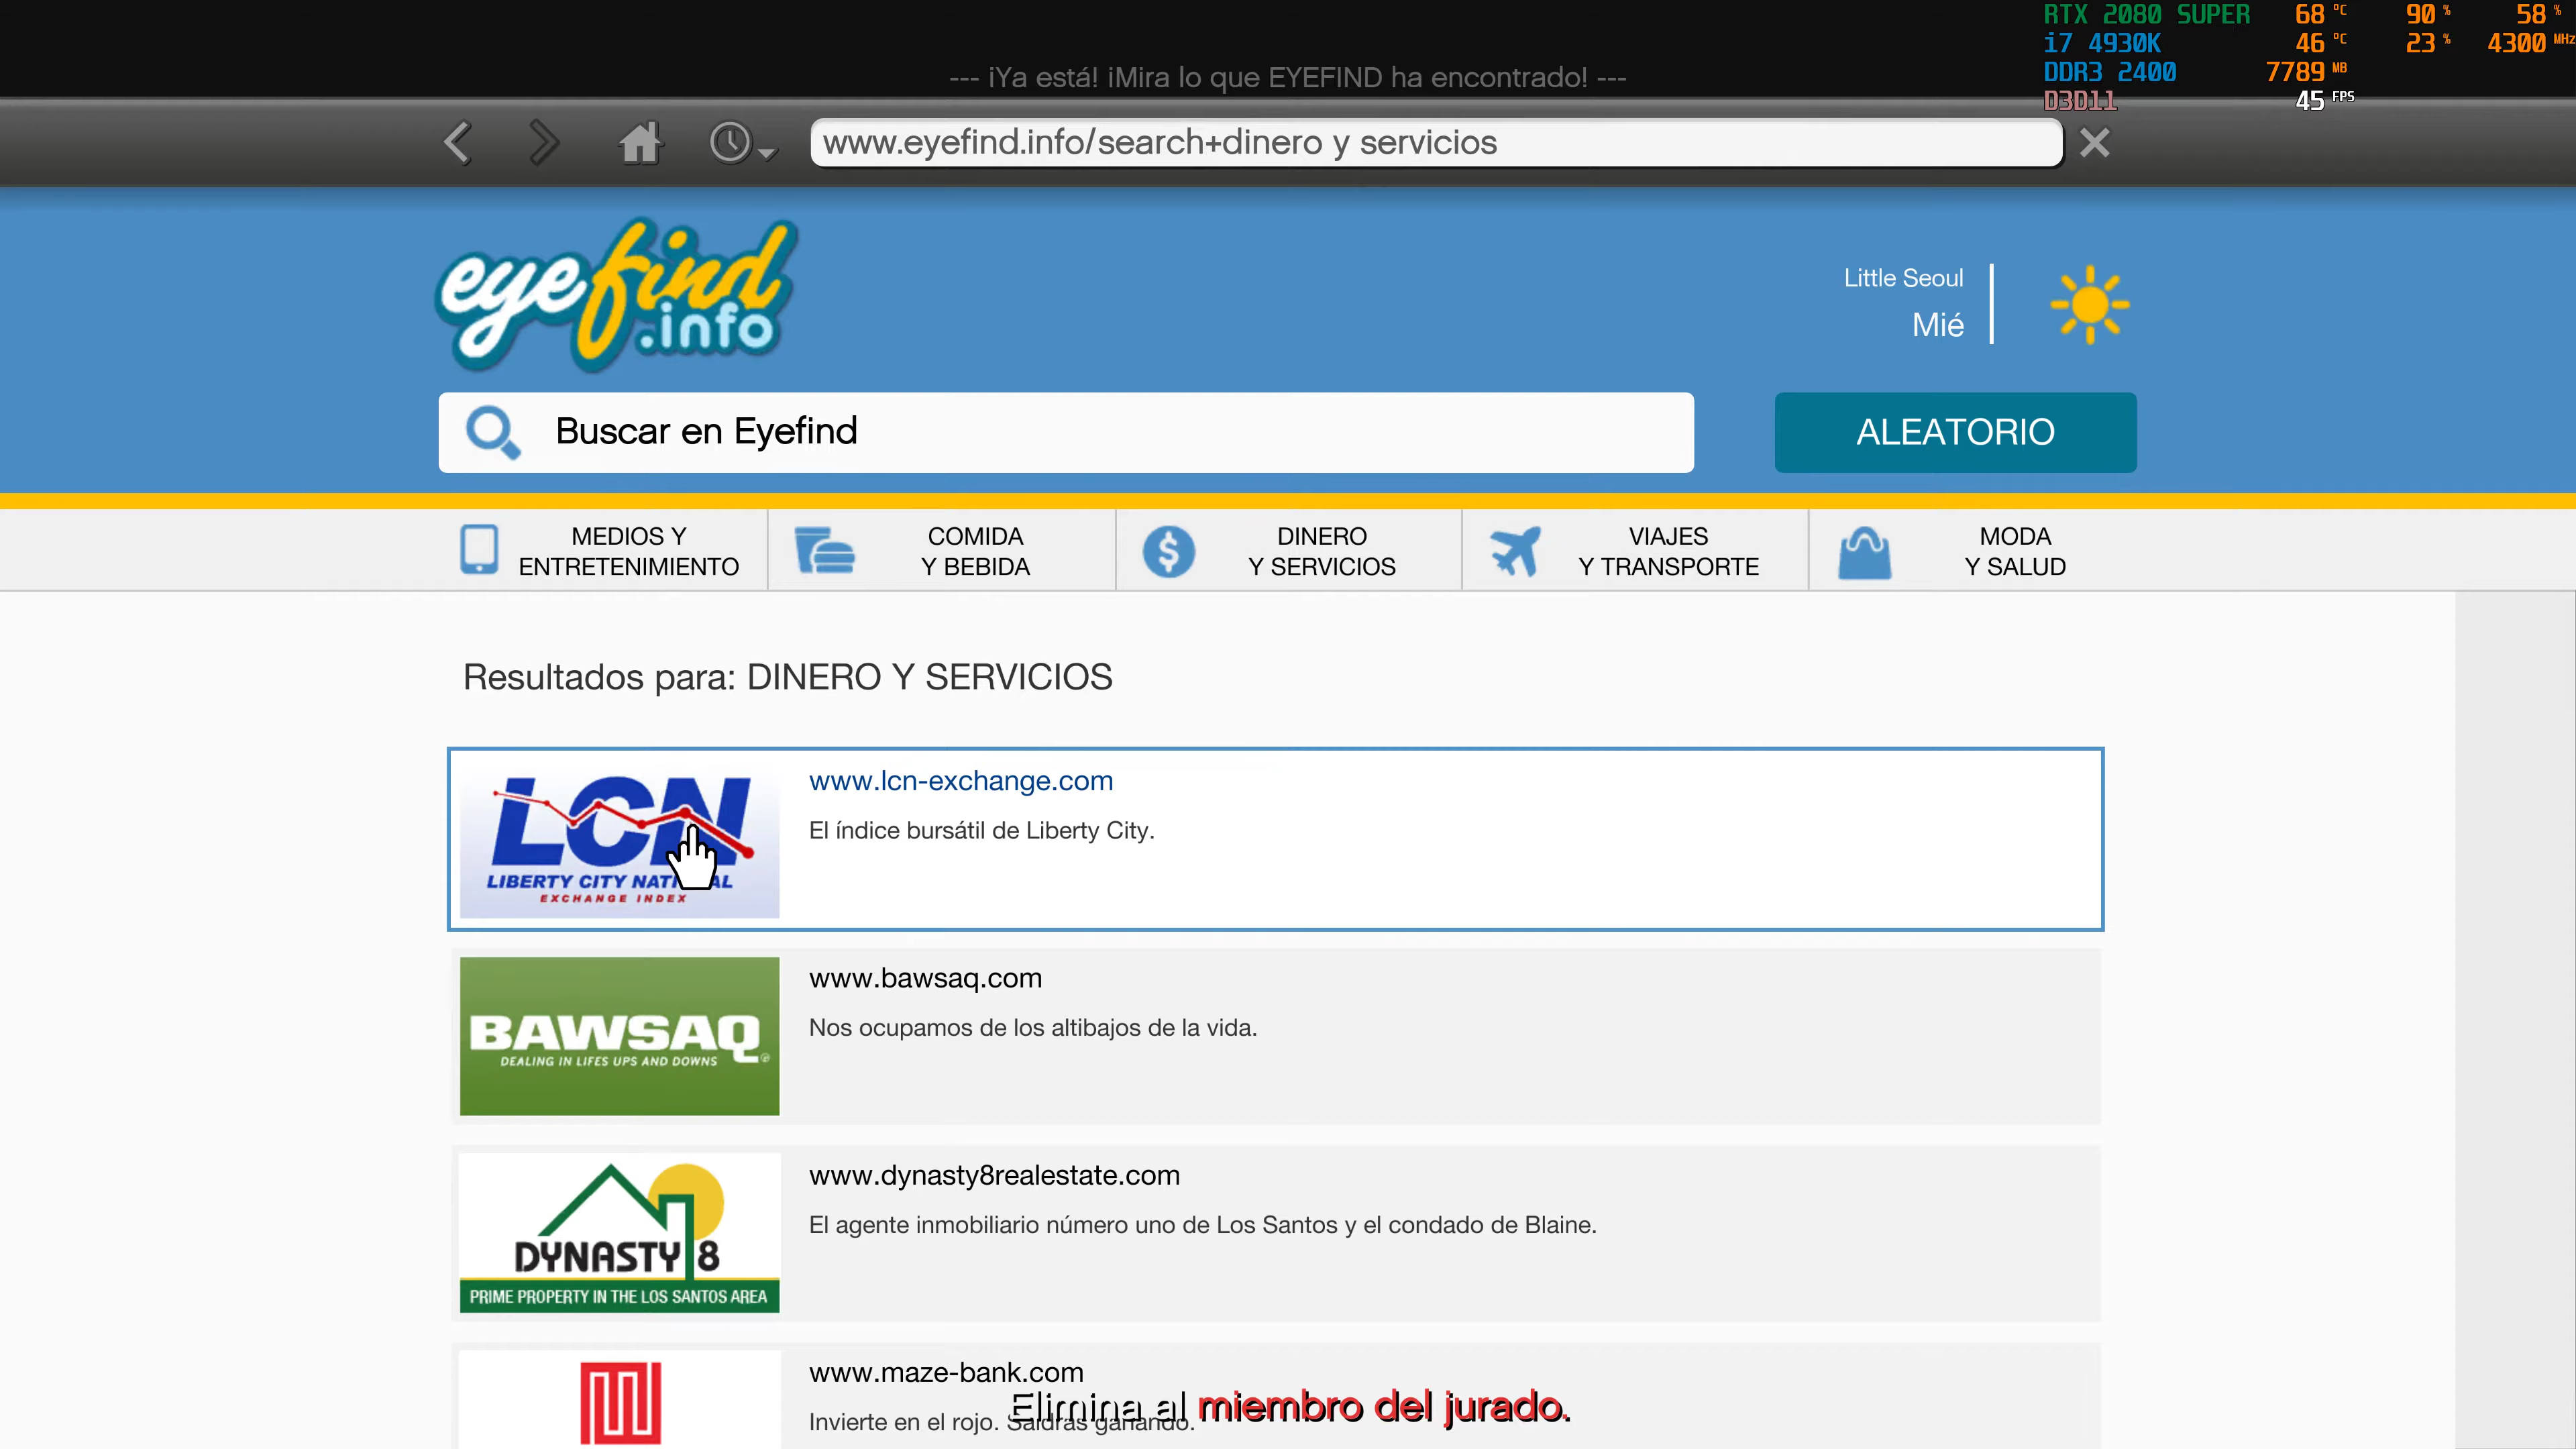 RTX 2080 SUPER 68 °C 90 % 58 %
i7 4930K 46 °C 23 % 4300 MHz
DDR3 2400 7789 MB
D3D11 45 FPS
--- ¡Ya está! ¡Mira lo que EYEFIND ha encontrado! ---
www.eyefind.info/search+dinero y servicios
eyefind
.info
Little Seoul
Mié
Buscar en Eyefind
ALEATORIO
MEDIOS Y
ENTRETENIMIENTO
COMIDA
Y BEBIDA
DINERO
Y SERVICIOS
VIAJES
Y TRANSPORTE
MODA
Y SALUD
Resultados para: DINERO Y SERVICIOS
LCN
LIBERTY CITY NATIONAL
EXCHANGE INDEX
www.lcn-exchange.com
El índice bursátil de Liberty City.
BAWSAQ
DEALING IN LIFES UPS AND DOWNS
www.bawsaq.com
Nos ocupamos de los altibajos de la vida.
DYNASTY 8
PRIME PROPERTY IN THE LOS SANTOS AREA
www.dynasty8realestate.com
El agente inmobiliario número uno de Los Santos y el condado de Blaine.
www.maze-bank.com
Invierte en el rojo. Saldrás ganando.
Elimina al miembro del jurado.